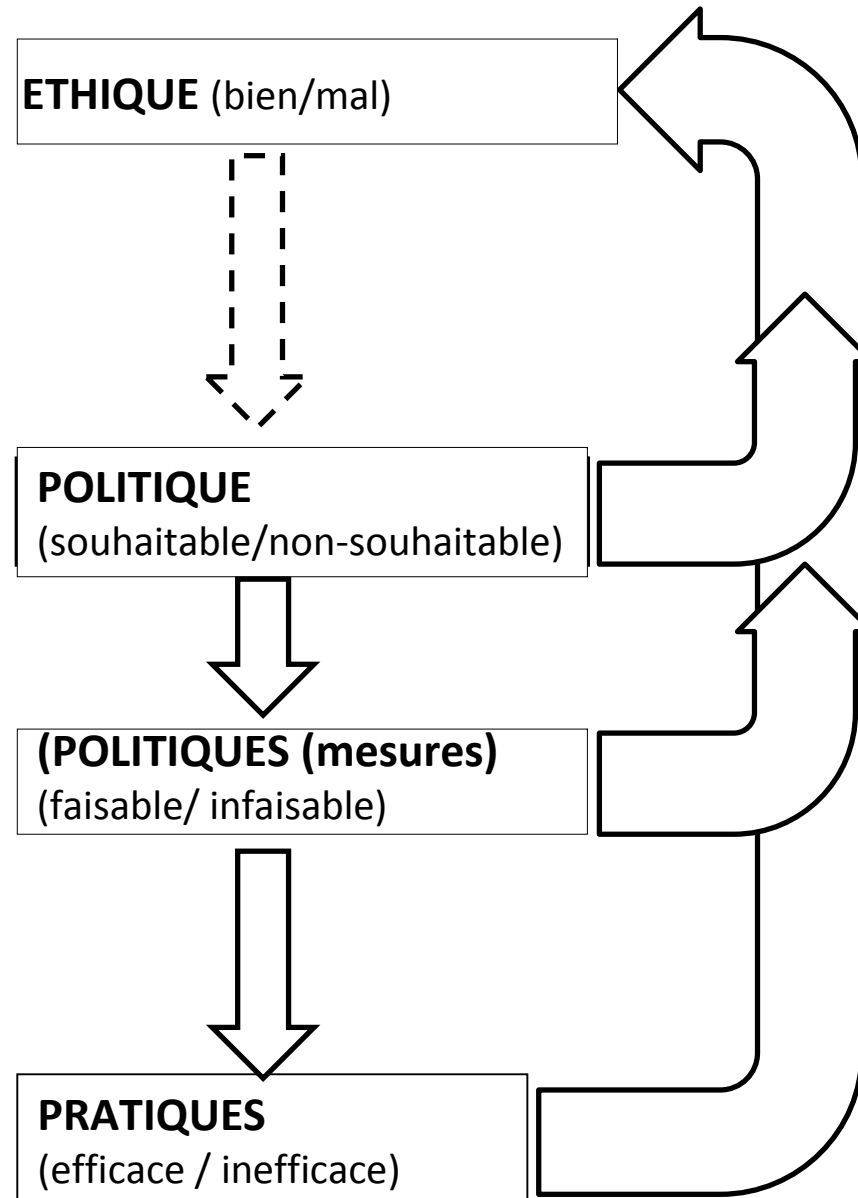 ETHIQUE (bien/mal)
POLITIQUE
(souhaitable/non-souhaitable)
(POLITIQUES (mesures)
(faisable/ infaisable)
PRATIQUES
(efficace / inefficace)